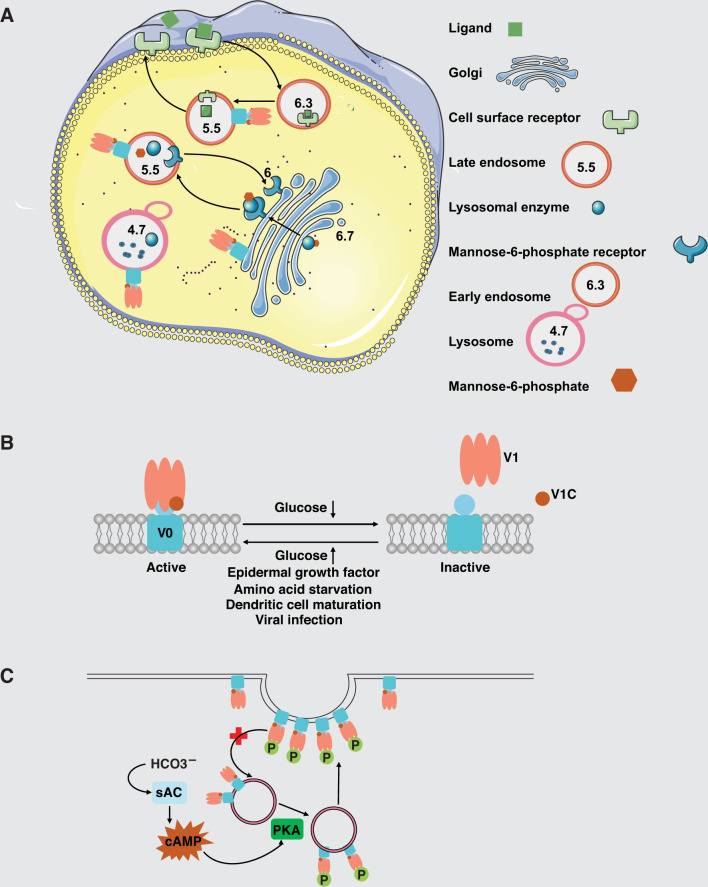 A
Ligand
Golgi
6.3
Cell surface receptor
5.5
Late endosome
5.5
5.5
6
Lysosomal enzyme
4.7
6.7
Mannose-6-phosphate receptor
Early endosome
6.3
Lysosome
4.7
Mannose-6-phosphate
B
V1
V1C
Glucose ↓
V0
Glucose ↑
Active
Epidermal growth factor
Inactive
Amino acid starvation
Dendritic cell maturation
Viral infection
C
P P P P
HCO3⁻
sAC
cAMP
PKA
P P